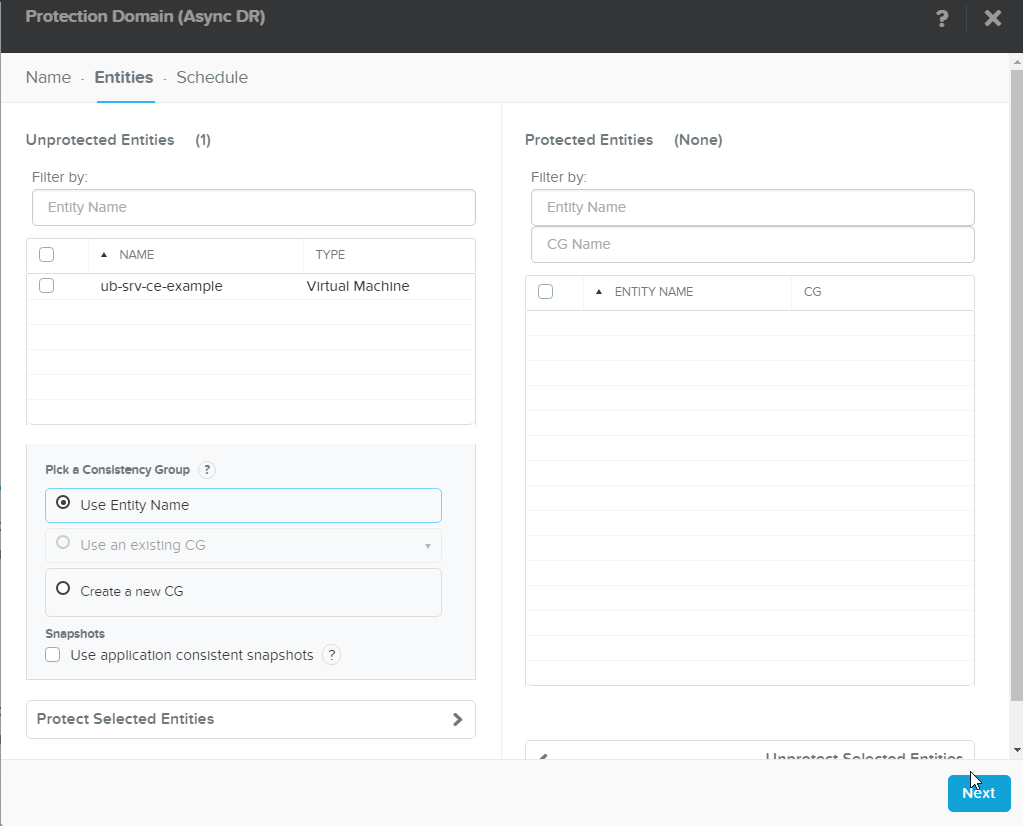 Protection Domain (Async DR)
?
Name · Entities · Schedule
Unprotected Entities (1)
Filter by:
Entity Name
NAME TYPE
ub-srv-ce-example Virtual Machine
Pick a Consistency Group ?
Use Entity Name
Use an existing CG
Create a new CG
Snapshots
Use application consistent snapshots ?
Protect Selected Entities
Protected Entities (None)
Filter by:
Entity Name
CG Name
ENTITY NAME CG
Unprotect Selected Entities
Next